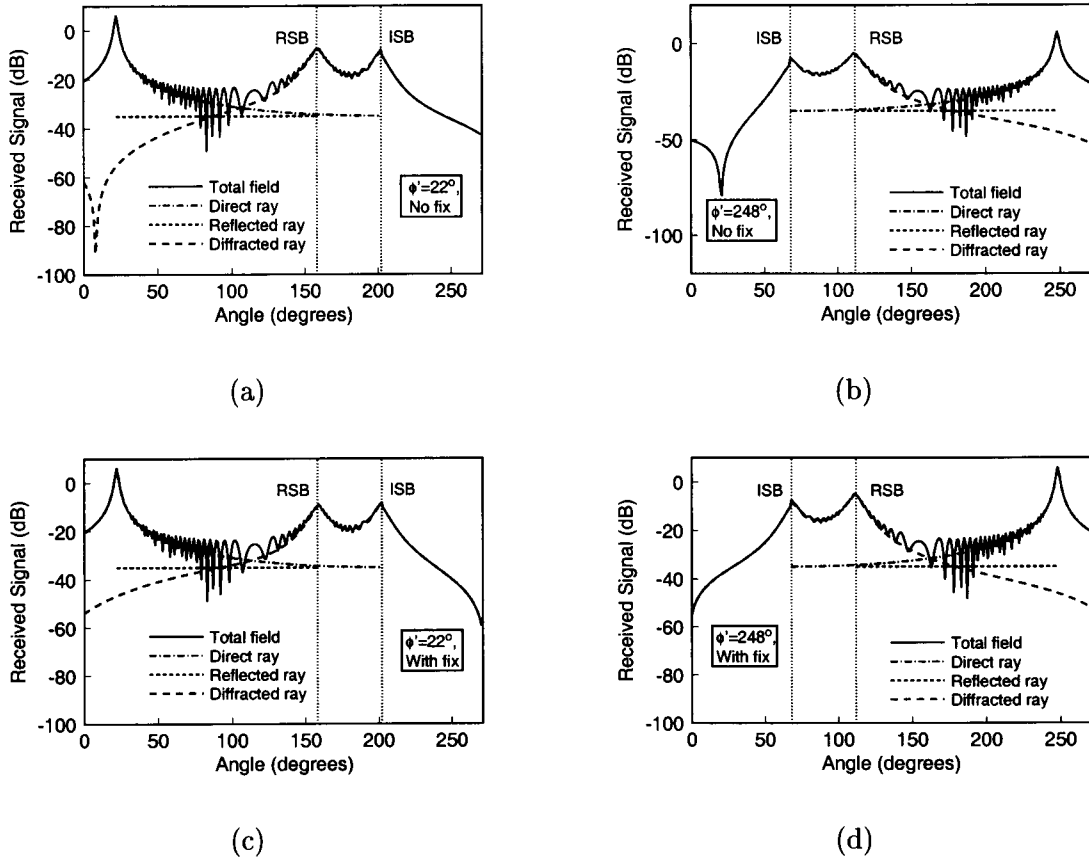 0
-20
-40
-60
-80
-100
Received Signal (dB)
RSB
ISB
Total field
Direct ray
Reflected ray
Diffracted ray
φ'=22°,
No fix
0 50 100 150 200 250
Angle (degrees)
(a)
0
-50
-100
Received Signal (dB)
ISB
RSB
φ'=248°,
No fix
Total field
Direct ray
Reflected ray
Diffracted ray
0 50 100 150 200 250
Angle (degrees)
(b)
0
-20
-40
-60
-80
-100
Received Signal (dB)
RSB
ISB
Total field
Direct ray
Reflected ray
Diffracted ray
φ'=22°,
With fix
0 50 100 150 200 250
Angle (degrees)
(c)
0
-20
-40
-60
-80
-100
Received Signal (dB)
ISB
RSB
φ'=248°,
With fix
Total field
Direct ray
Reflected ray
Diffracted ray
0 50 100 150 200 250
Angle (degrees)
(d)